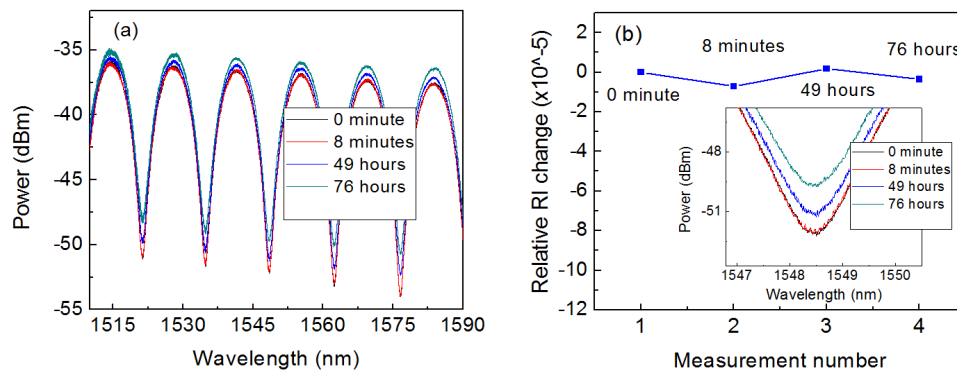 (a)
-35
-40
-45
-50
-55
Power (dBm)
0 minute
8 minutes
49 hours
76 hours
1515 1530 1545 1560 1575 1590
Wavelength (nm)
(b)
2
0
-2
-4
-6
-8
-10
-12
Relative RI change (x10^-5)
8 minutes
76 hours
0 minute
49 hours
-48
-51
Power (dBm)
0 minute
8 minutes
49 hours
76 hours
1547 1548 1549 1550
Wavelength (nm)
1 2 3 4
Measurement number